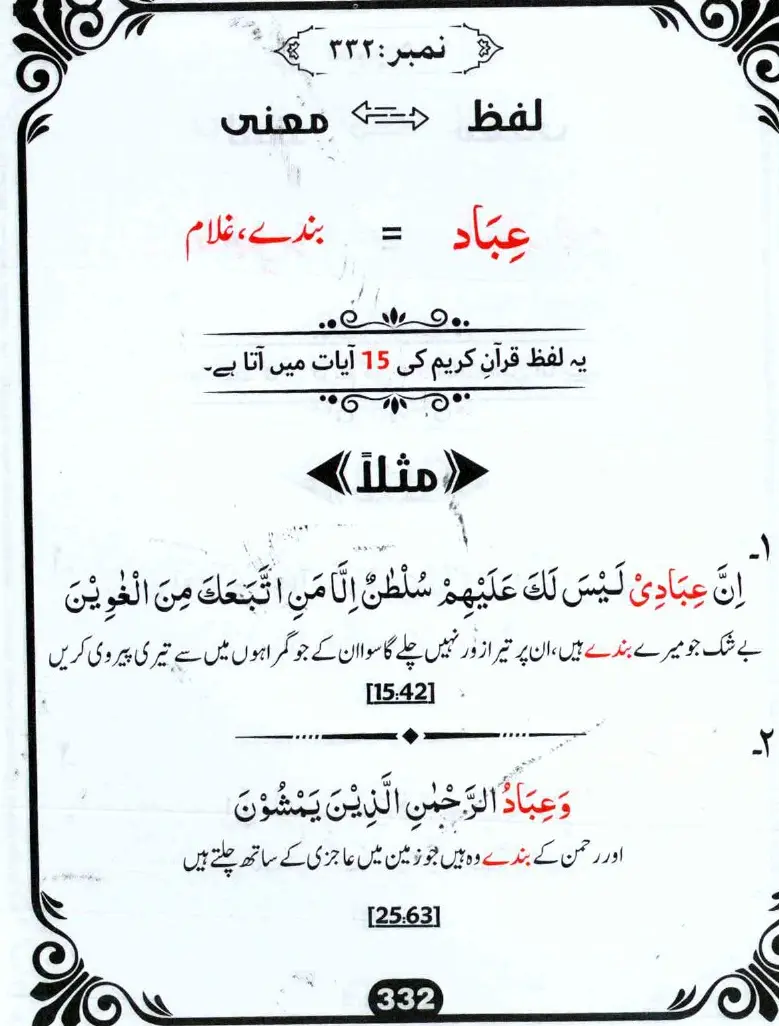 نمبر: ۳۳۲
لفظ ⇐⇒ معنی
عِبَاد = بندے، غلام
یہ لفظ قرآنِ کریم کی 15 آیات میں آتا ہے۔
مثلاً
۱۔
اِنَّ عِبَادِیْ لَیْسَ لَکَ عَلَیْهِمْ سُلْطٰنٌ اِلَّا مَنِ اتَّبَعَکَ مِنَ الْغٰوِیْنَ
بے شک جو میرے بندے ہیں، ان پر تیرا زور نہیں چلے گا سوا ان کے جو گمراہوں میں سے تیری پیروی کریں
[15:42]
۲۔
وَعِبَادُ الرَّحْمٰنِ الَّذِیْنَ یَمْشُوْنَ
اور رحمن کے بندے وہ ہیں جو زمین میں عاجزی کے ساتھ چلتے ہیں
[25:63]
332